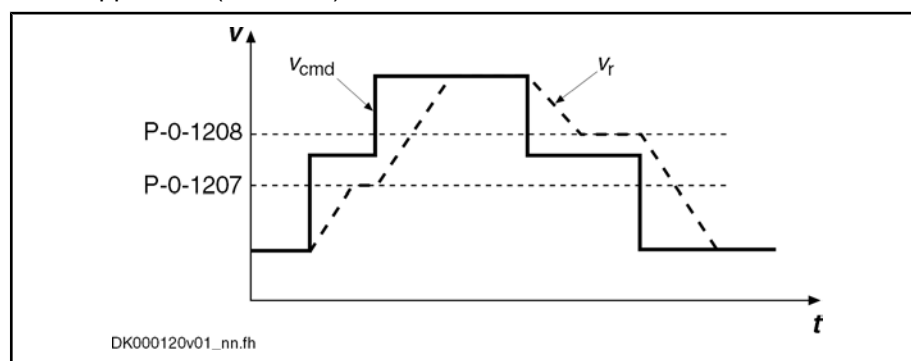 v
v_cmd
v_r
P-0-1208
P-0-1207
t
DK000120v01_nn.fh